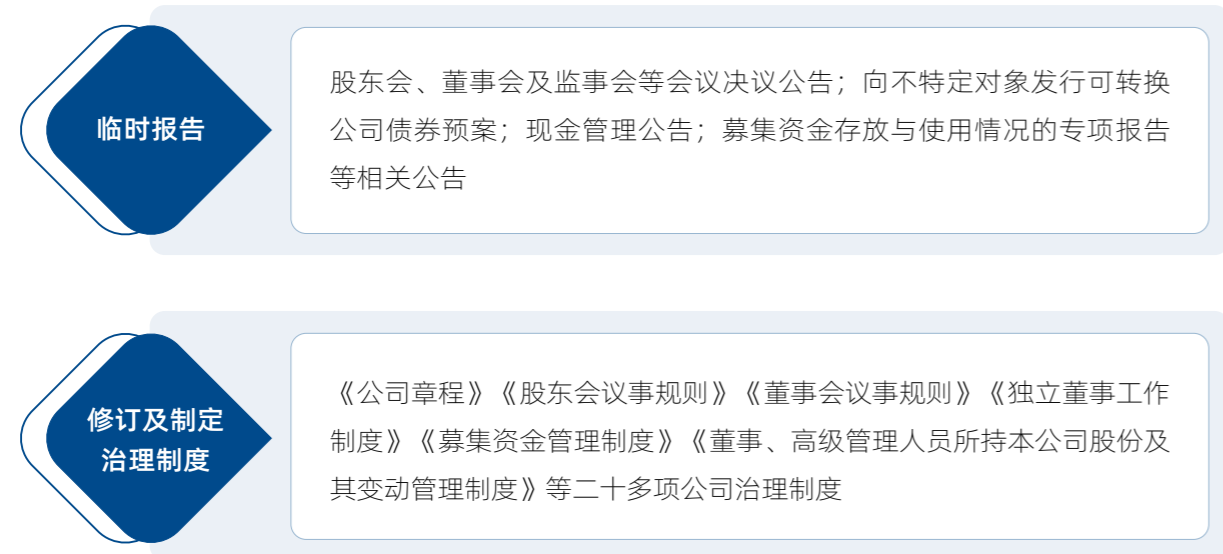 临时报告
股东会、董事会及监事会等会议决议公告；向不特定对象发行可转换
公司债券预案；现金管理公告；募集资金存放与使用情况的专项报告
等相关公告
修订及制定
治理制度
《公司章程》《股东会议事规则》《董事会议事规则》《独立董事工作
制度》《募集资金管理制度》《董事、高级管理人员所持本公司股份及
其变动管理制度》等二十多项公司治理制度